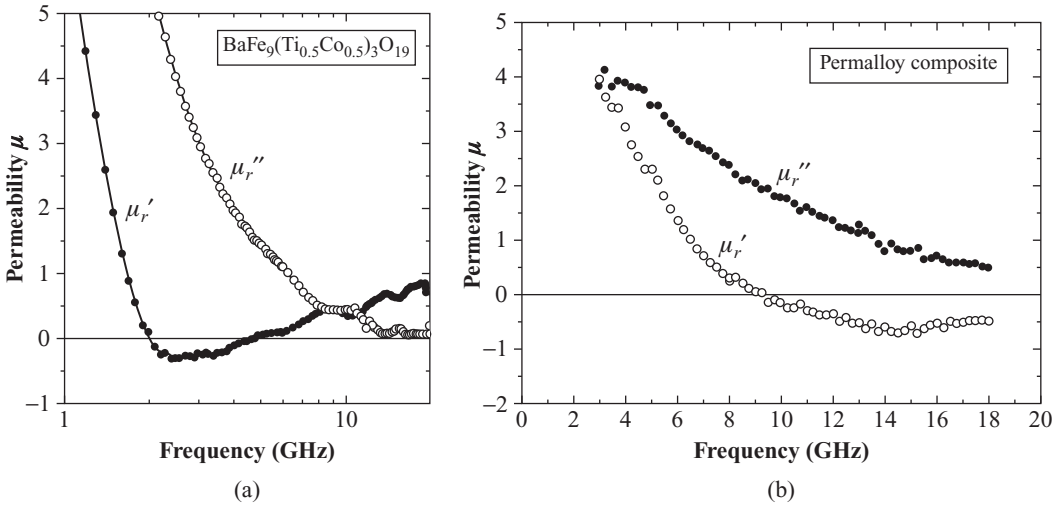 BaFe₉(Ti₀.₅Co₀.₅)₃O₁₉
5
4
3
2
1
0
−1
Permeability μ
μr′
μr″
1
10
Frequency (GHz)
(a)
Permalloy composite
5
4
3
2
1
0
−1
−2
Permeability μ
μr″
μr′
0
2
4
6
8
10
12
14
16
18
20
Frequency (GHz)
(b)